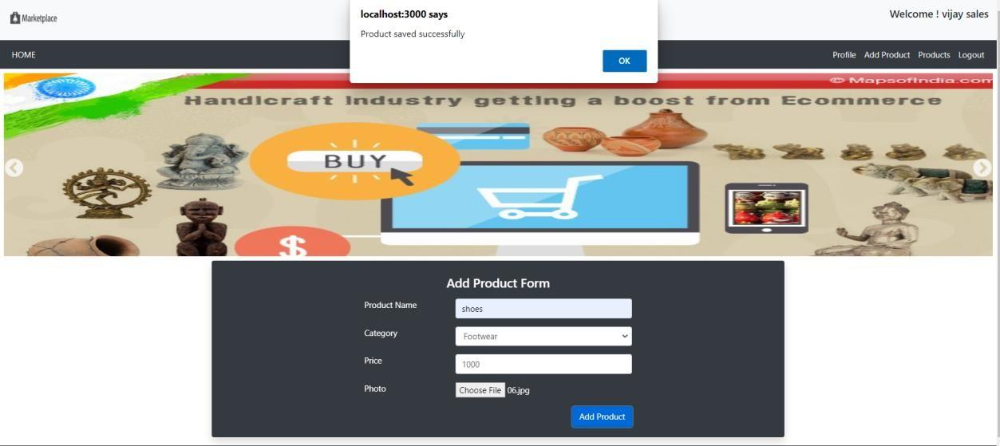 Marketplace
localhost:3000 says
Product saved successfully
OK
Welcome ! vijay sales
HOME
Profile Add Product Products Logout
© MapsofIndia.com
Handicraft Industry getting a boost from Ecommerce
BUY
$
Add Product Form
Product Name shoes
Category Footwear
Price 1000
Photo Choose File 06.jpg
Add Product